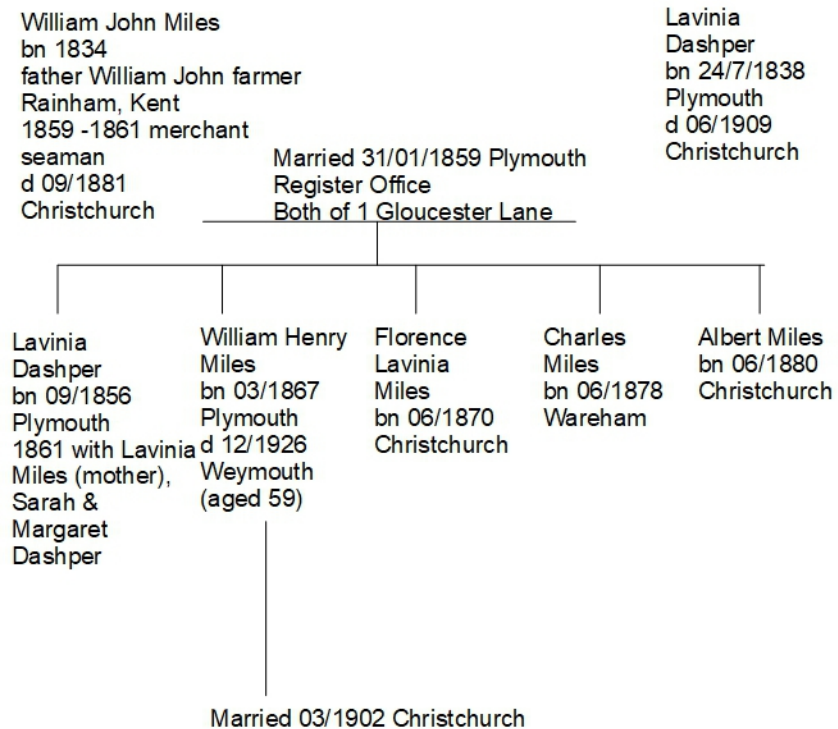 William John Miles
bn 1834
father William John farmer
Rainham, Kent
1859 -1861 merchant
seaman
d 09/1881
Christchurch
Married 31/01/1859 Plymouth
Register Office
Both of 1 Gloucester Lane
Lavinia
Dashper
bn 24/7/1838
Plymouth
d 06/1909
Christchurch
Lavinia
Dashper
bn 09/1856
Plymouth
1861 with Lavinia
Miles (mother),
Sarah &
Margaret
Dashper
William Henry
Miles
bn 03/1867
Plymouth
d 12/1926
Weymouth
(aged 59)
Florence
Lavinia
Miles
bn 06/1870
Christchurch
Charles
Miles
bn 06/1878
Wareham
Albert Miles
bn 06/1880
Christchurch
Married 03/1902 Christchurch